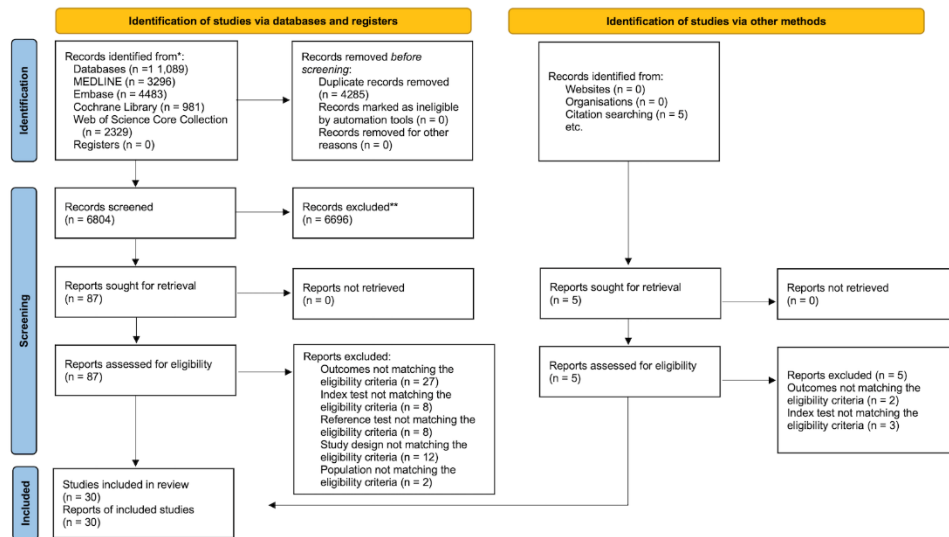 Identification of studies via databases and registers
Identification of studies via other methods
Identification
Records identified from*:
Databases (n =1 1,089)
MEDLINE (n = 3296)
Embase (n = 4483)
Cochrane Library (n = 981)
Web of Science Core Collection
(n = 2329)
Registers (n = 0)
Records removed before
screening:
Duplicate records removed
(n = 4285)
Records marked as ineligible
by automation tools (n = 0)
Records removed for other
reasons (n = 0)
Records identified from:
Websites (n = 0)
Organisations (n = 0)
Citation searching (n = 5)
etc.
Screening
Records screened
(n = 6804)
Records excluded**
(n = 6696)
Reports sought for retrieval
(n = 87)
Reports not retrieved
(n = 0)
Reports sought for retrieval
(n = 5)
Reports not retrieved
(n = 0)
Reports assessed for eligibility
(n = 87)
Reports excluded:
Outcomes not matching the
eligibility criteria (n = 27)
Index test not matching the
eligibility criteria (n = 8)
Reference test not matching the
eligibility criteria (n = 8)
Study design not matching the
eligibility criteria (n = 12)
Population not matching the
eligibility criteria (n = 2)
Reports assessed for eligibility
(n = 5)
Reports excluded (n = 5)
Outcomes not matching the
eligibility criteria (n = 2)
Index test not matching the
eligibility criteria (n = 3)
Included
Studies included in review
(n = 30)
Reports of included studies
(n = 30)